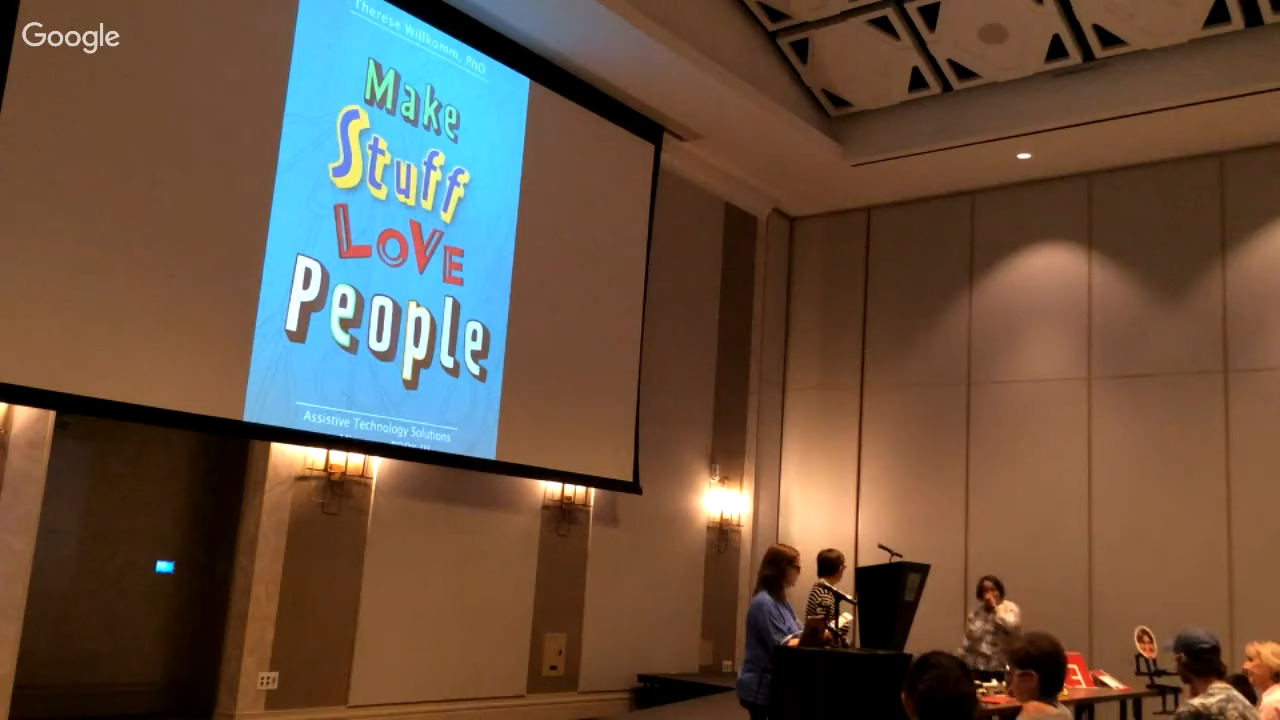 Google
Therese Willkomm, PhD
Make
Stuff
LOVE
People
Assistive Technology Solutions